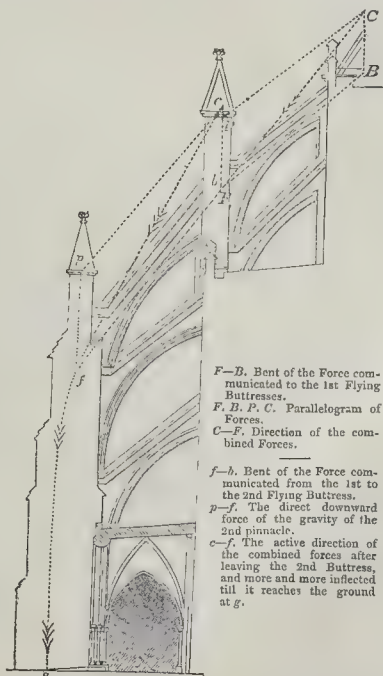 C
B
c
b
p
f
F—B. Bent of the Force com-
municated to the 1st Flying
Buttresses.
F. B. P. C. Parallelogram of
Forces.
C—F. Direction of the com-
bined Forces.
f—h. Bent of the Force com-
municated from the 1st to
the 2nd Flying Buttress.
p—f. The direct downward
force of the gravity of the
2nd pinnacle.
c—f. The active direction of
the combined forces after
leaving the 2nd Buttress,
and more and more inflected
till it reaches the ground
at g.